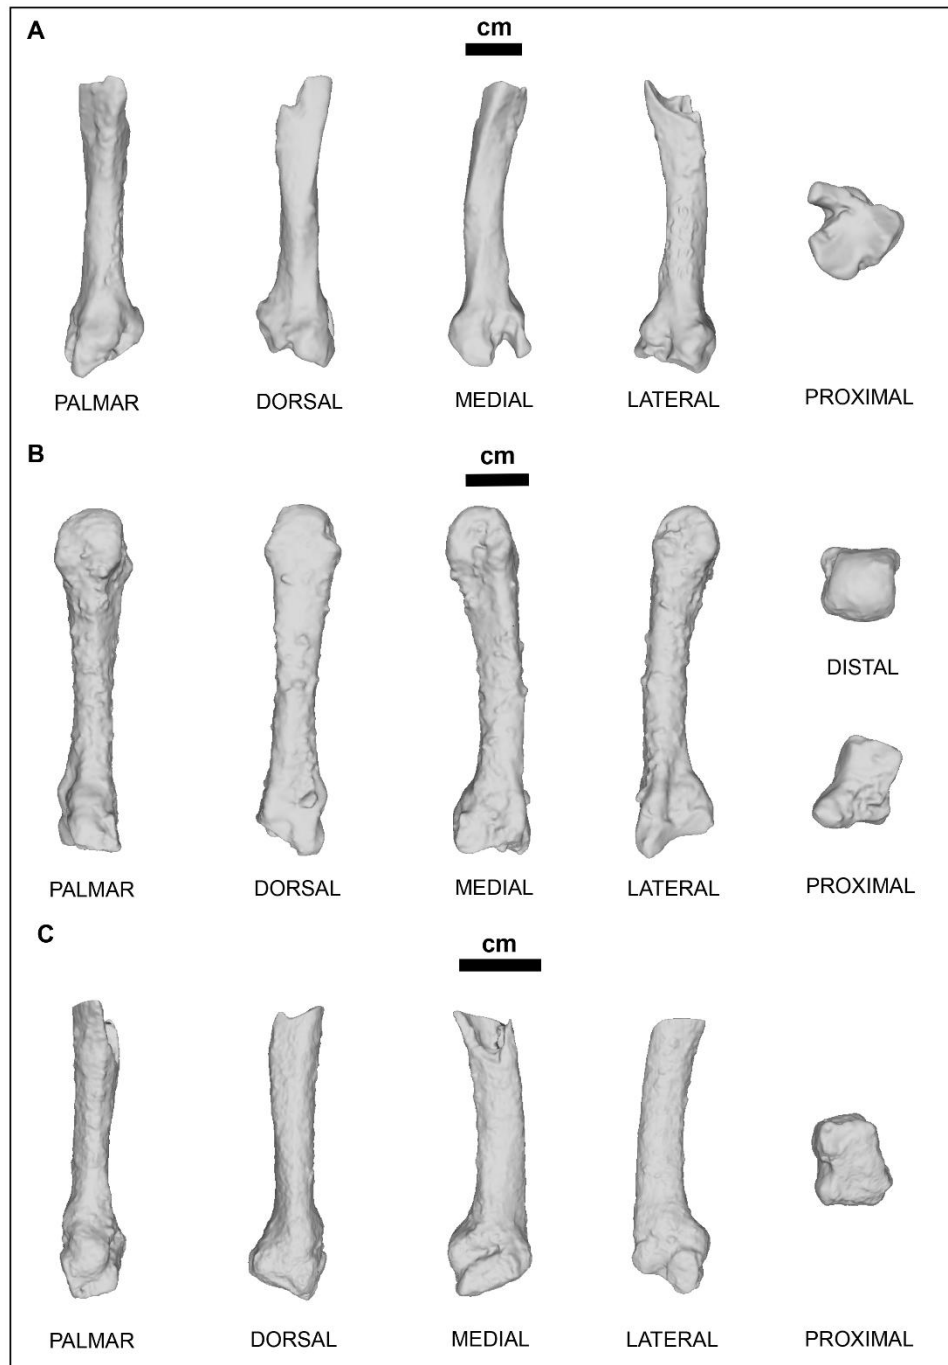 A
cm
PALMAR DORSAL MEDIAL LATERAL PROXIMAL
B
cm
DISTAL
PALMAR DORSAL MEDIAL LATERAL PROXIMAL
C
cm
PALMAR DORSAL MEDIAL LATERAL PROXIMAL